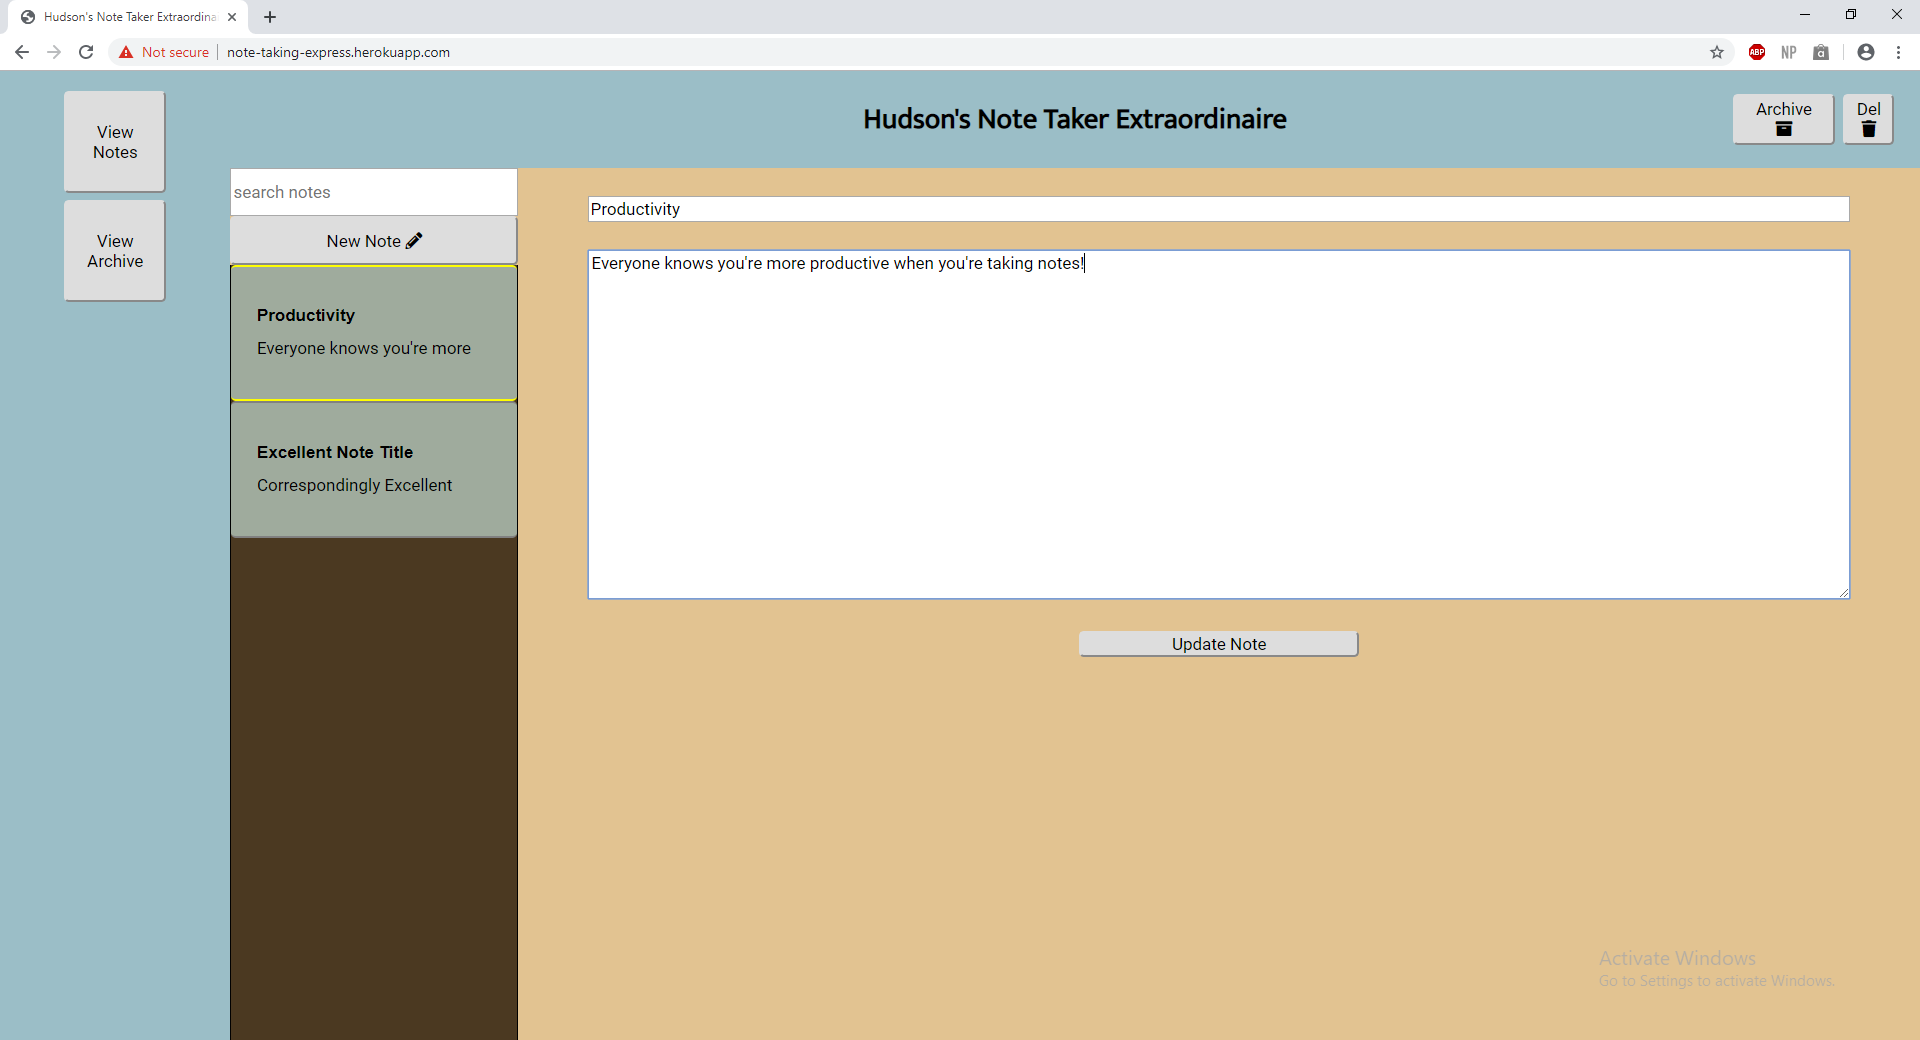 Hudson's Note Taker Extraordina
Not secure
note-taking-express.herokuapp.com
ABP
NP
View
Notes
View
Archive
Hudson's Note Taker Extraordinaire
Archive
Del
search notes
New Note
Productivity
Everyone knows you're more
Excellent Note Title
Correspondingly Excellent
Productivity
Everyone knows you're more productive when you're taking notes!
Update Note
Activate Windows
Go to Settings to activate Windows.